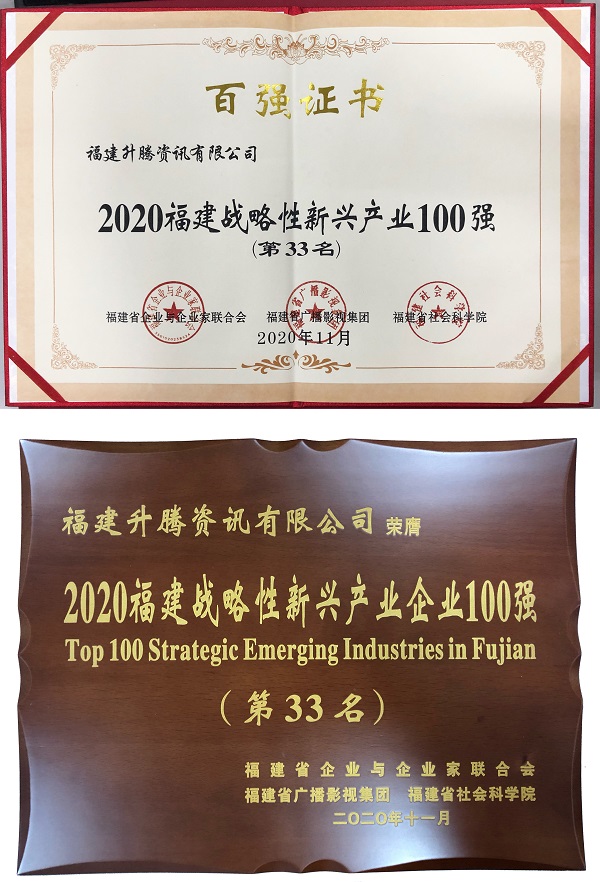 百强证书
福建升腾资讯有限公司
2020福建战略性新兴产业100强
(第33名)
福建省企业与企业家联合会 福建省广播影视集团 福建省社会科学院
2020年11月
福建升腾资讯有限公司 荣膺
2020福建战略性新兴产业企业100强
Top 100 Strategic Emerging Industries in Fujian
(第33名)
福建省企业与企业家联合会
福建省广播影视集团 福建省社会科学院
二〇二〇年十一月